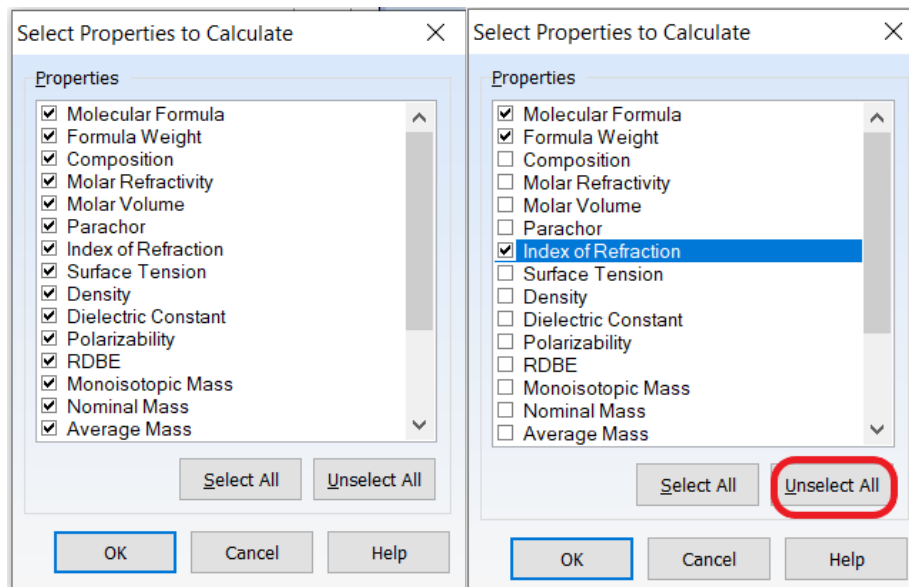 Select Properties to Calculate
Properties
Molecular Formula
Formula Weight
Composition
Molar Refractivity
Molar Volume
Parachor
Index of Refraction
Surface Tension
Density
Dielectric Constant
Polarizability
RDBE
Monoisotopic Mass
Nominal Mass
Average Mass
Select All Unselect All
OK Cancel Help
Select Properties to Calculate
Properties
Molecular Formula
Formula Weight
Composition
Molar Refractivity
Molar Volume
Parachor
Index of Refraction
Surface Tension
Density
Dielectric Constant
Polarizability
RDBE
Monoisotopic Mass
Nominal Mass
Average Mass
Select All Unselect All
OK Cancel Help